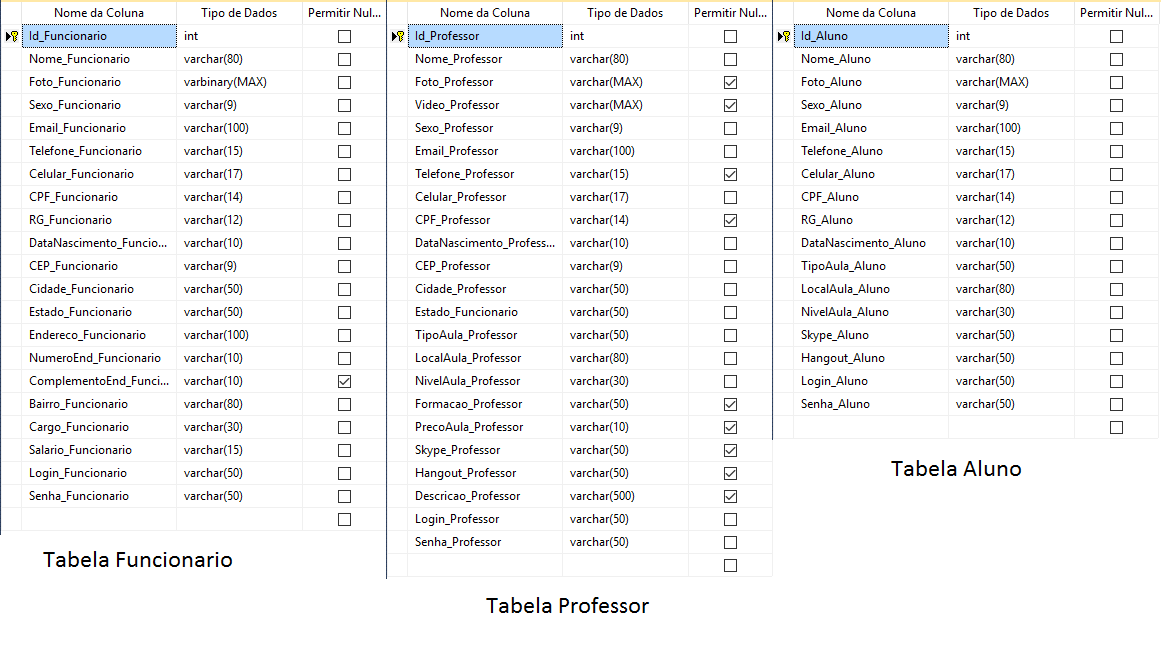 Nome da Coluna Tipo de Dados Permitir Nul...
Id_Funcionario int
Nome_Funcionario varchar(80)
Foto_Funcionario varbinary(MAX)
Sexo_Funcionario varchar(9)
Email_Funcionario varchar(100)
Telefone_Funcionario varchar(15)
Celular_Funcionario varchar(17)
CPF_Funcionario varchar(14)
RG_Funcionario varchar(12)
DataNascimento_Funcio... varchar(10)
CEP_Funcionario varchar(9)
Cidade_Funcionario varchar(50)
Estado_Funcionario varchar(50)
Endereco_Funcionario varchar(100)
NumeroEnd_Funcionario varchar(10)
ComplementoEnd_Funci... varchar(10)
Bairro_Funcionario varchar(80)
Cargo_Funcionario varchar(30)
Salario_Funcionario varchar(15)
Login_Funcionario varchar(50)
Senha_Funcionario varchar(50)
Tabela Funcionario
Nome da Coluna Tipo de Dados Permitir Nul...
Id_Professor int
Nome_Professor varchar(80)
Foto_Professor varchar(MAX)
Video_Professor varchar(MAX)
Sexo_Professor varchar(9)
Email_Professor varchar(100)
Telefone_Professor varchar(15)
Celular_Professor varchar(17)
CPF_Professor varchar(14)
DataNascimento_Profess... varchar(10)
CEP_Professor varchar(9)
Cidade_Professor varchar(50)
Estado_Funcionario varchar(50)
TipoAula_Professor varchar(50)
LocalAula_Professor varchar(80)
NivelAula_Professor varchar(30)
Formacao_Professor varchar(50)
PrecoAula_Professor varchar(10)
Skype_Professor varchar(50)
Hangout_Professor varchar(50)
Descricao_Professor varchar(500)
Login_Professor varchar(50)
Senha_Professor varchar(50)
Tabela Professor
Nome da Coluna Tipo de Dados Permitir Nul...
Id_Aluno int
Nome_Aluno varchar(80)
Foto_Aluno varchar(MAX)
Sexo_Aluno varchar(9)
Email_Aluno varchar(100)
Telefone_Aluno varchar(15)
Celular_Aluno varchar(17)
CPF_Aluno varchar(14)
RG_Aluno varchar(12)
DataNascimento_Aluno varchar(10)
TipoAula_Aluno varchar(50)
LocalAula_Aluno varchar(80)
NivelAula_Aluno varchar(30)
Skype_Aluno varchar(50)
Hangout_Aluno varchar(50)
Login_Aluno varchar(50)
Senha_Aluno varchar(50)
Tabela Aluno